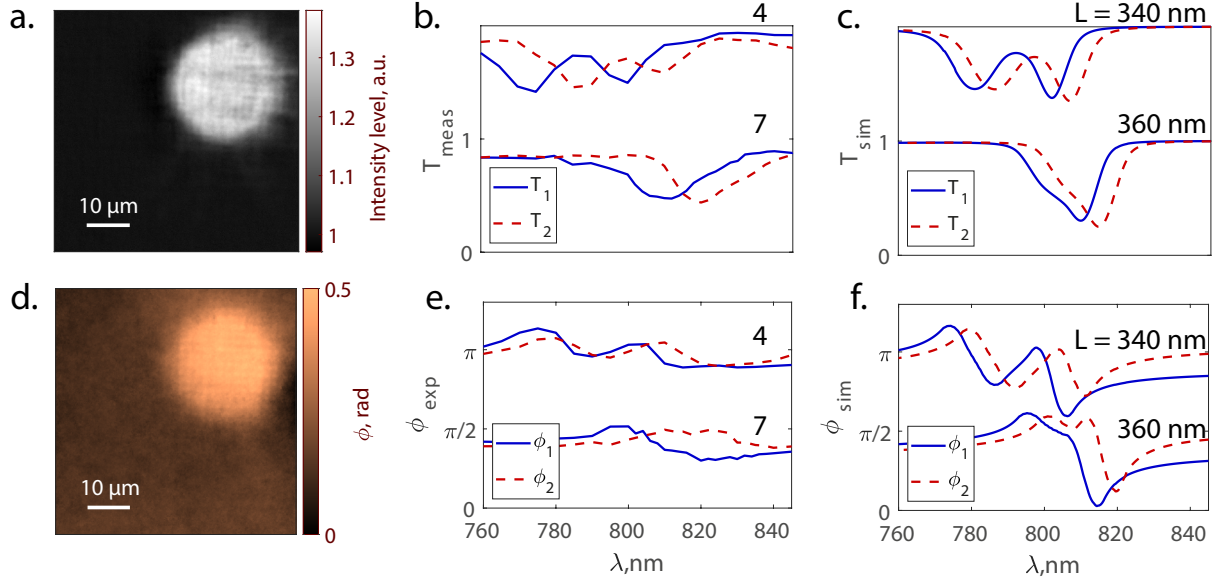 a.
10 μm
1.3
1.2
1.1
1
Intensity level, a.u.
b.
4
7
T_meas
1
0
T_1
T_2
c.
L = 340 nm
360 nm
T_sim
1
0
T_1
T_2
d.
10 μm
0.5
0
ϕ, rad
e.
4
7
ϕ_exp
π
π/2
0
ϕ_1
ϕ_2
760 780 800 820 840
λ,nm
f.
L = 340 nm
360 nm
ϕ_sim
π
π/2
0
ϕ_1
ϕ_2
760 780 800 820 840
λ,nm